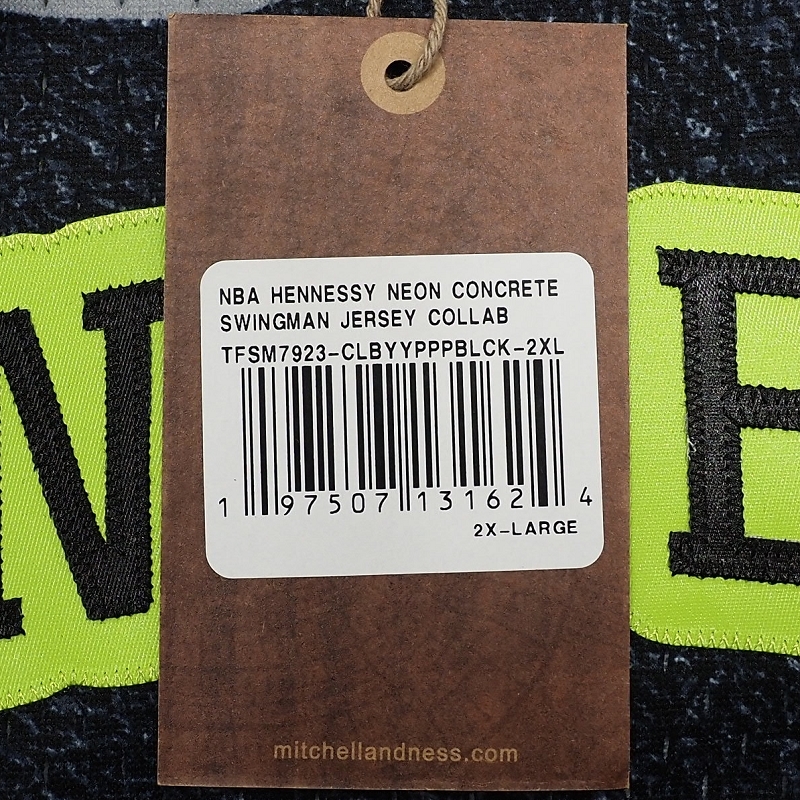 NBA HENNESSY NEON CONCRETE
SWINGMAN JERSEY COLLAB
TFSM7923-CLBYYPPPBLCK-2XL
1 97507 13162 4
2X-LARGE
N E
mitchellandness.com